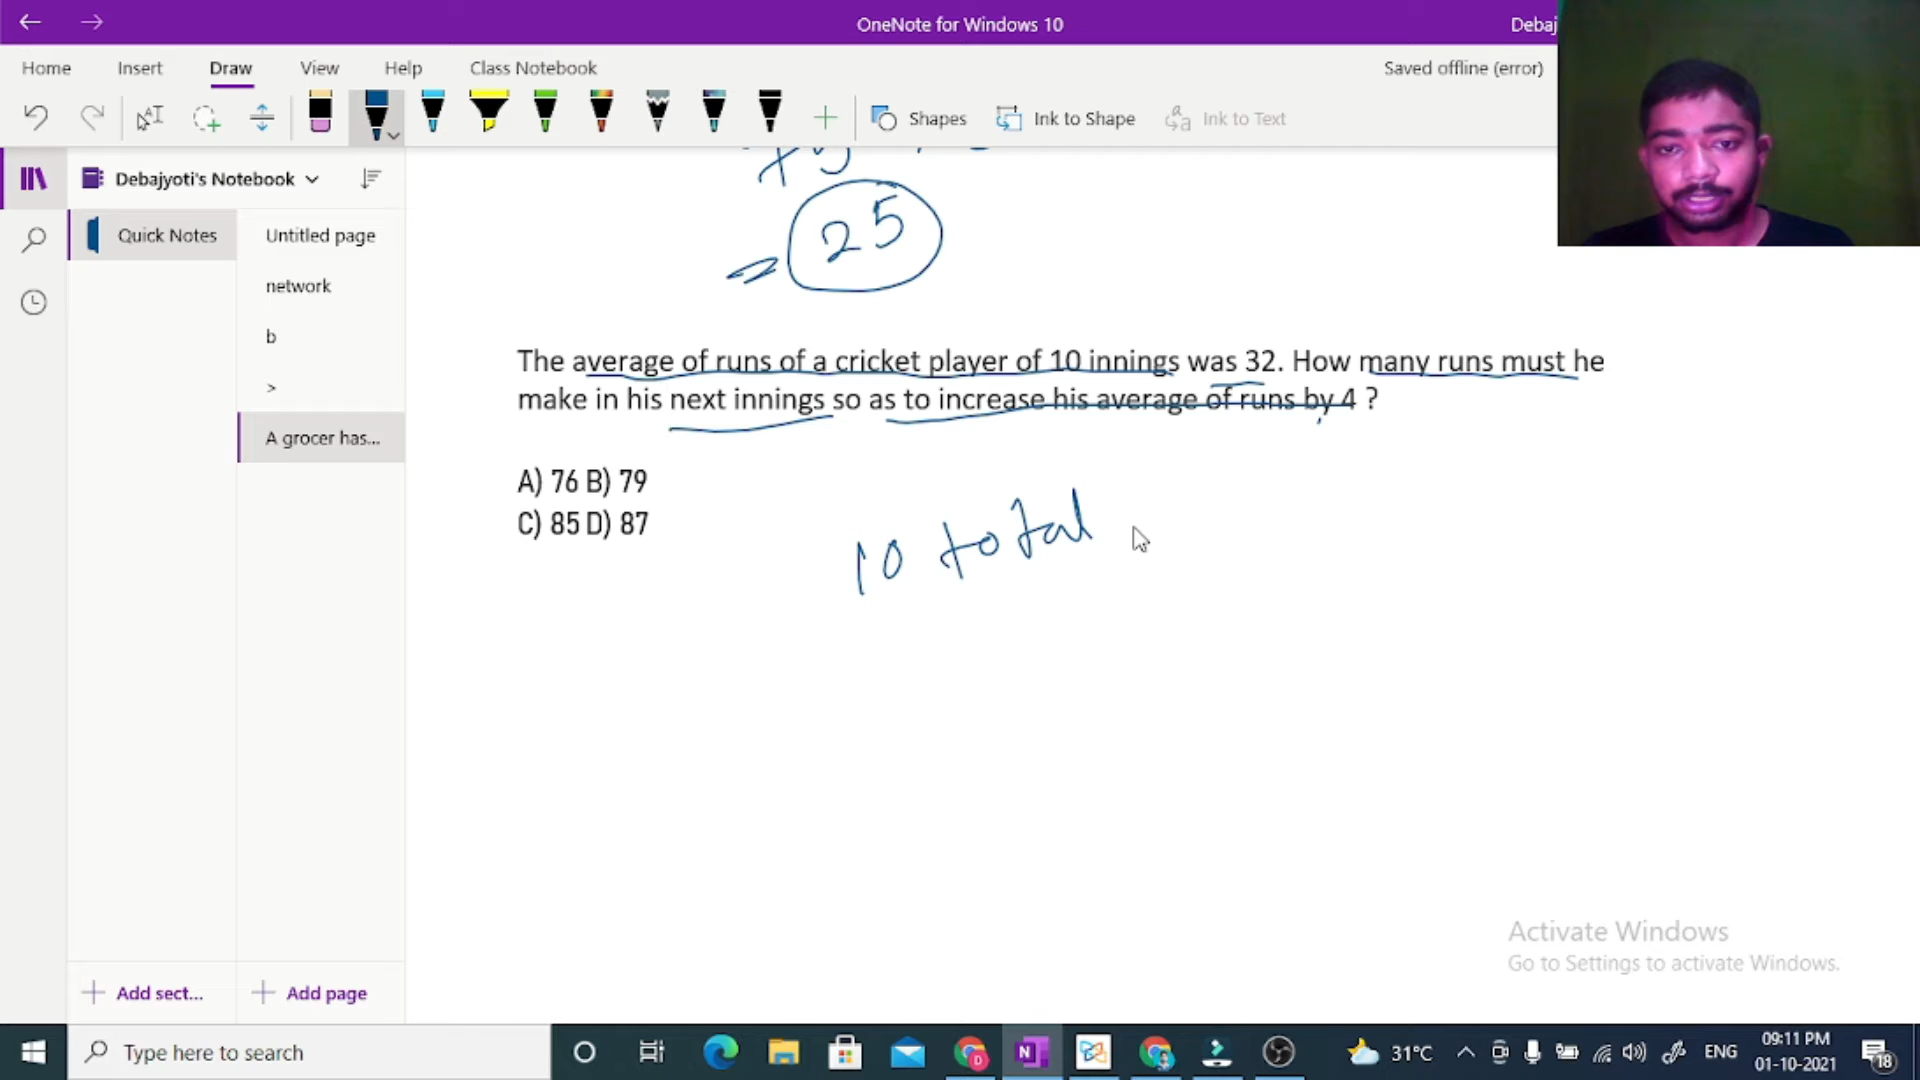 OneNote for Windows 10
Debaj
Home Insert Draw View Help Class Notebook
Saved offline (error)
Shapes Ink to Shape Ink to Text
Debajyoti's Notebook
Quick Notes
Untitled page
network
b
>
A grocer has...
25
The average of runs of a cricket player of 10 innings was 32. How many runs must he
make in his next innings so as to increase his average of runs by 4 ?
A) 76 B) 79
C) 85 D) 87
10 total
Activate Windows
Go to Settings to activate Windows.
Add sect...
Add page
Type here to search
31°C
ENG
09:11 PM
01-10-2021
18